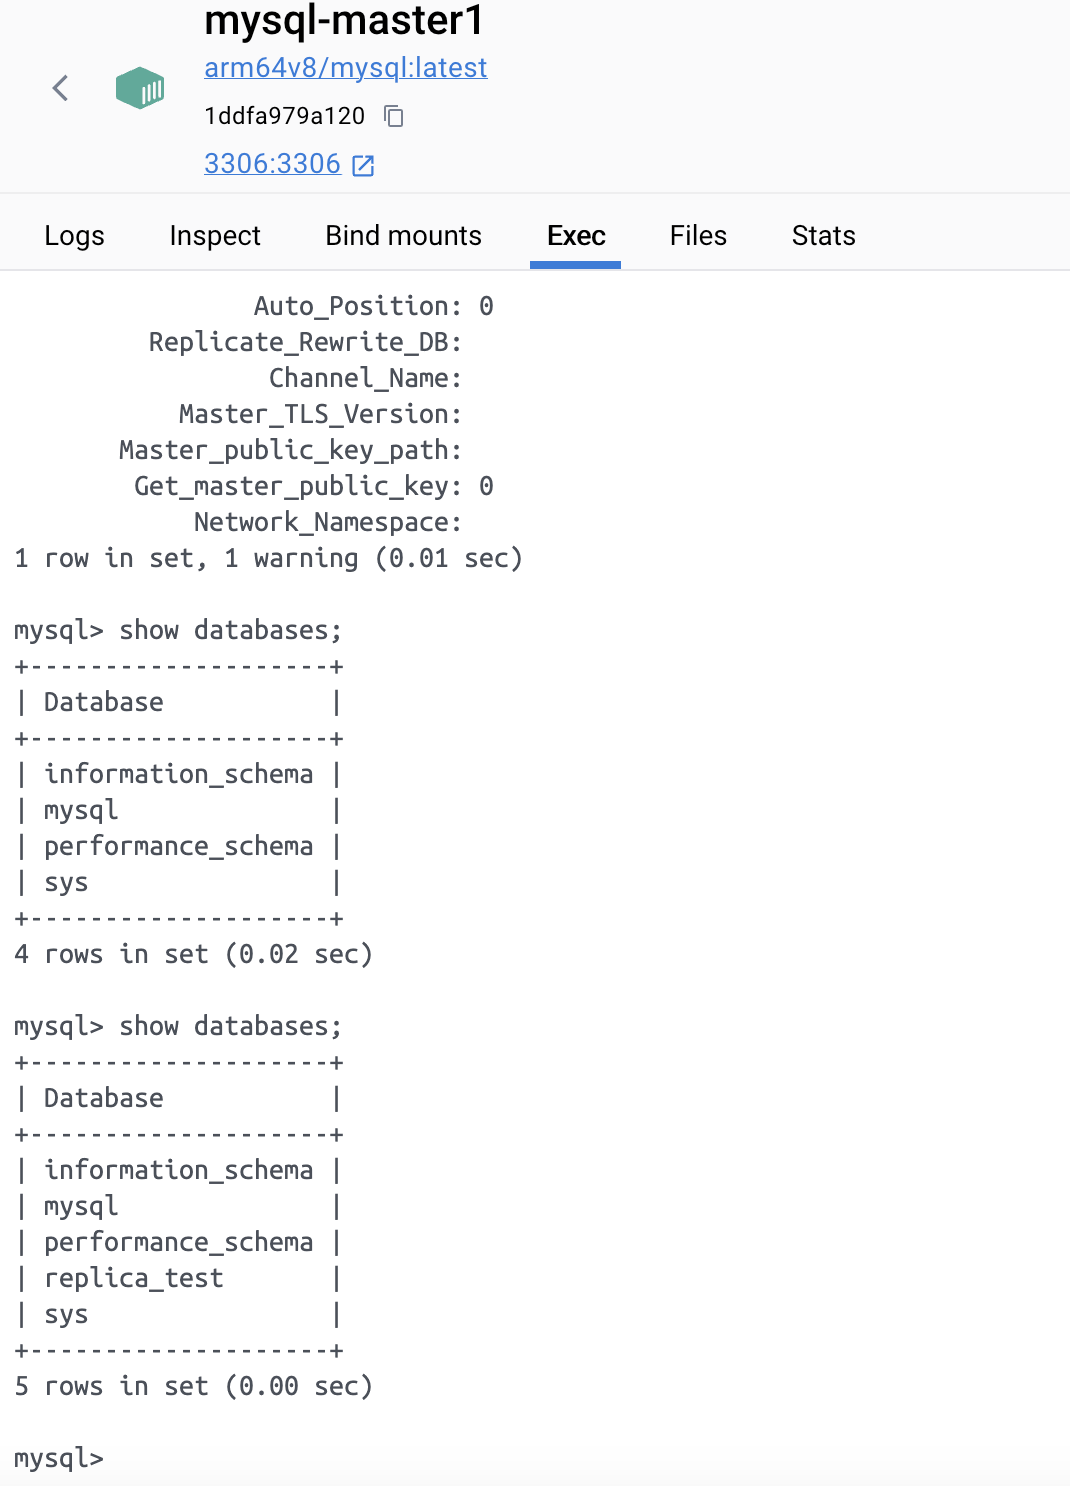 mysql-master1
arm64v8/mysql:latest
1ddfa979a120
3306:3306
Logs Inspect Bind mounts Exec Files Stats
Auto_Position: 0
Replicate_Rewrite_DB:
Channel_Name:
Master_TLS_Version:
Master_public_key_path:
Get_master_public_key: 0
Network_Namespace:
1 row in set, 1 warning (0.01 sec)
mysql> show databases;
+--------------------+
| Database           |
+--------------------+
| information_schema |
| mysql              |
| performance_schema |
| sys                |
+--------------------+
4 rows in set (0.02 sec)
mysql> show databases;
+--------------------+
| Database           |
+--------------------+
| information_schema |
| mysql              |
| performance_schema |
| replica_test       |
| sys                |
+--------------------+
5 rows in set (0.00 sec)
mysql>